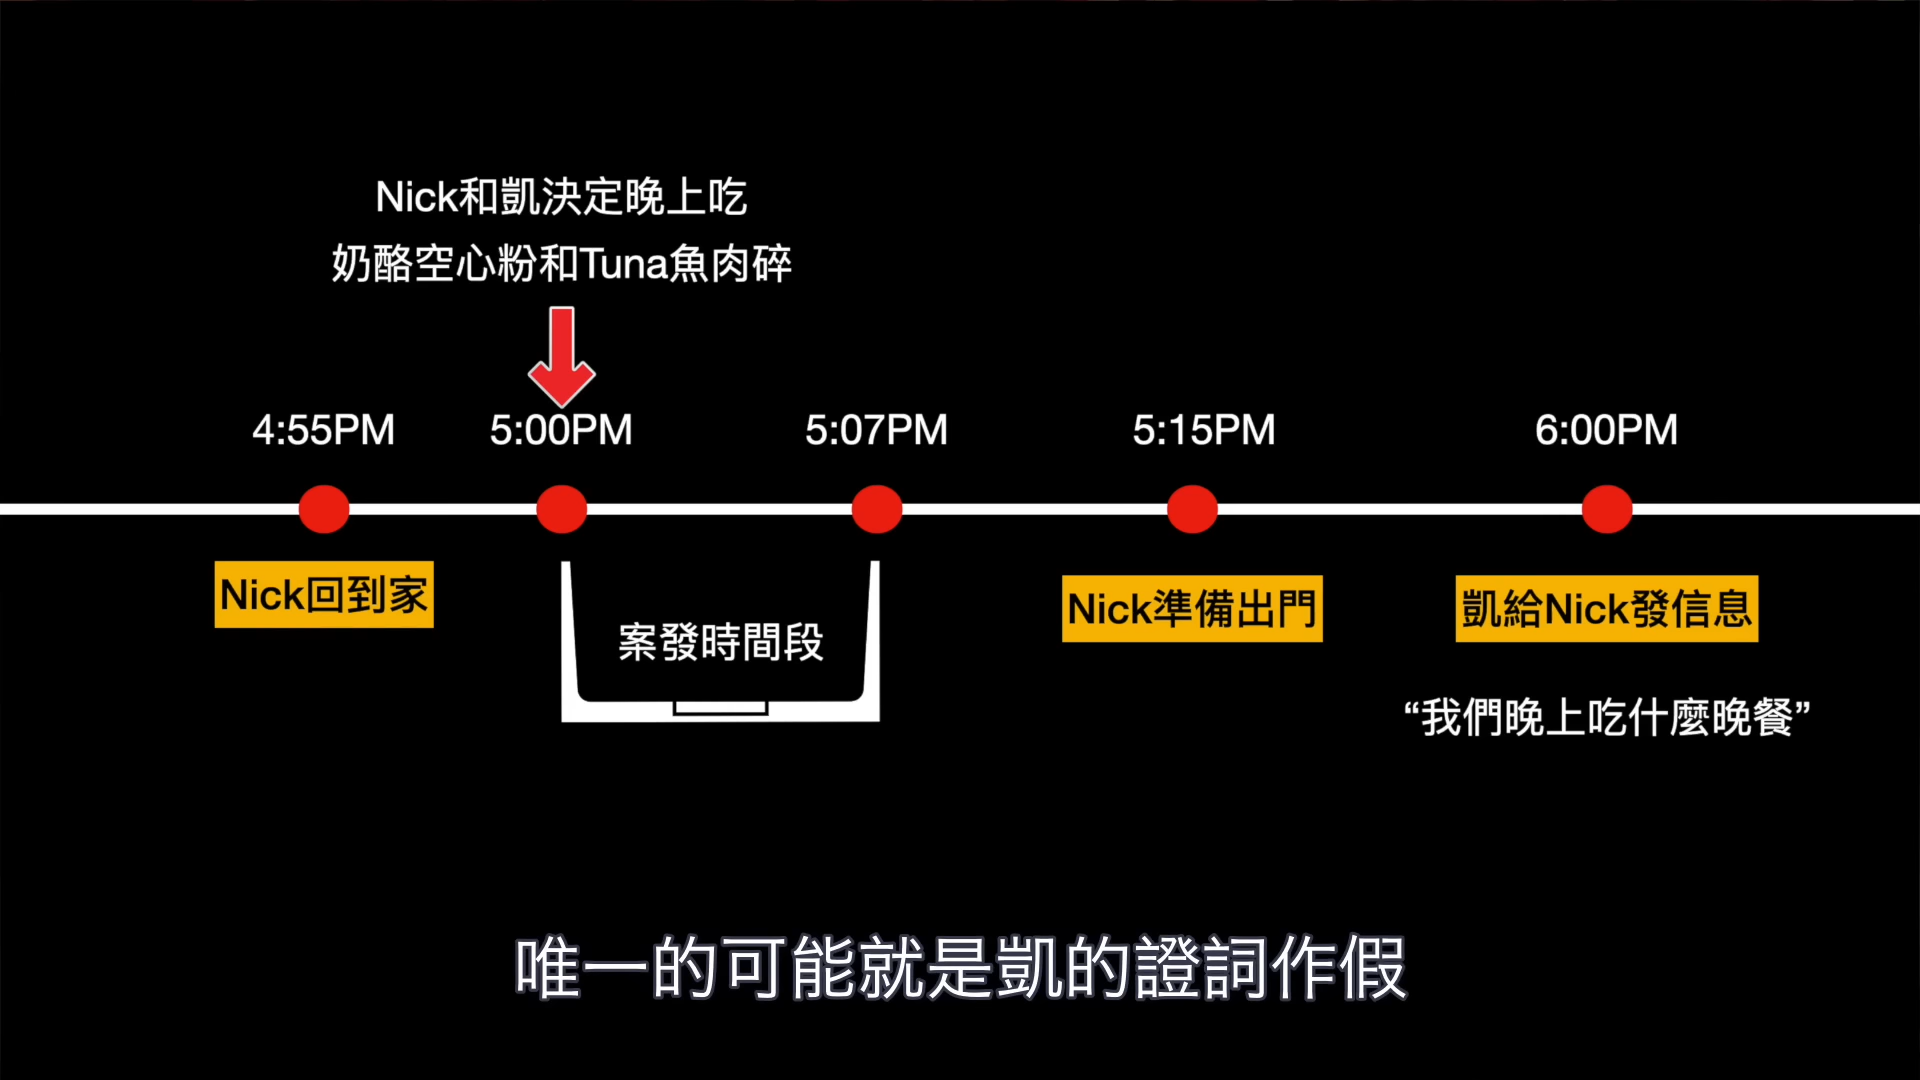 Nick和凱決定晚上吃
奶酪空心粉和Tuna魚肉碎
4:55PM
5:00PM
5:07PM
5:15PM
6:00PM
Nick回到家
案發時間段
Nick準備出門
凱給Nick發信息
“我們晚上吃什麼晚餐”
唯一的可能就是凱的證詞作假